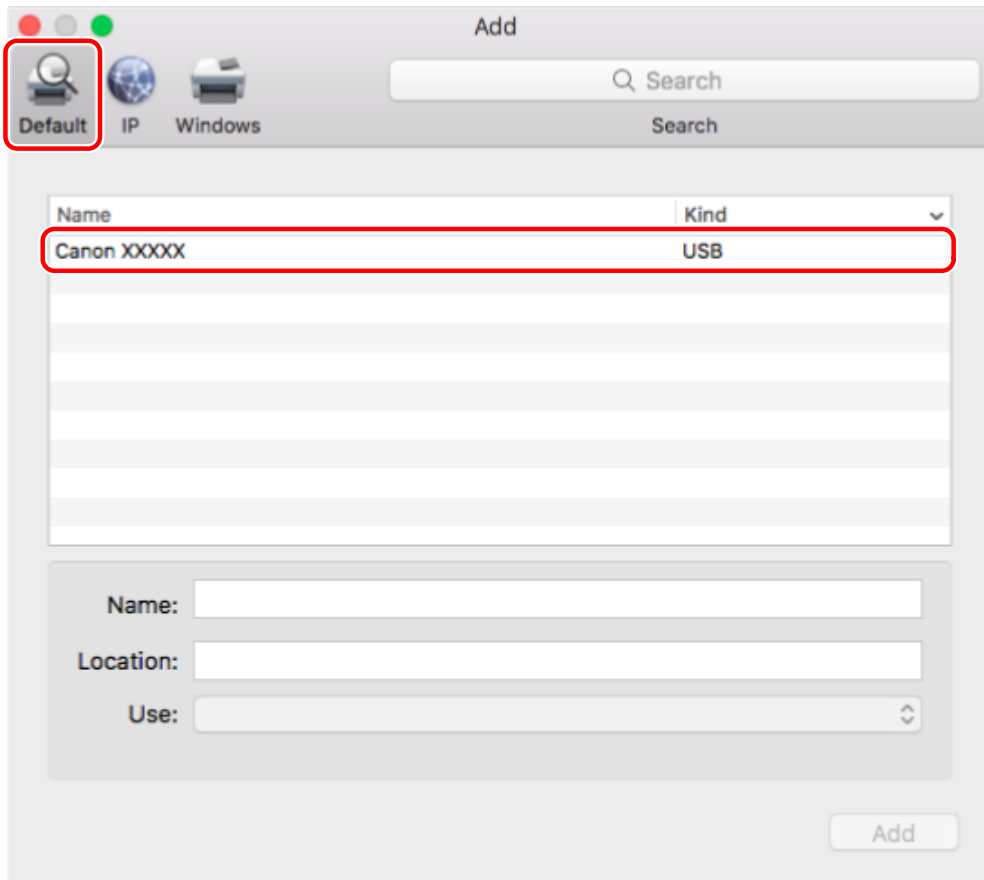 Add
Search
Default IP Windows Search
Name Kind
Canon XXXXX USB
Name:
Location:
Use:
Add